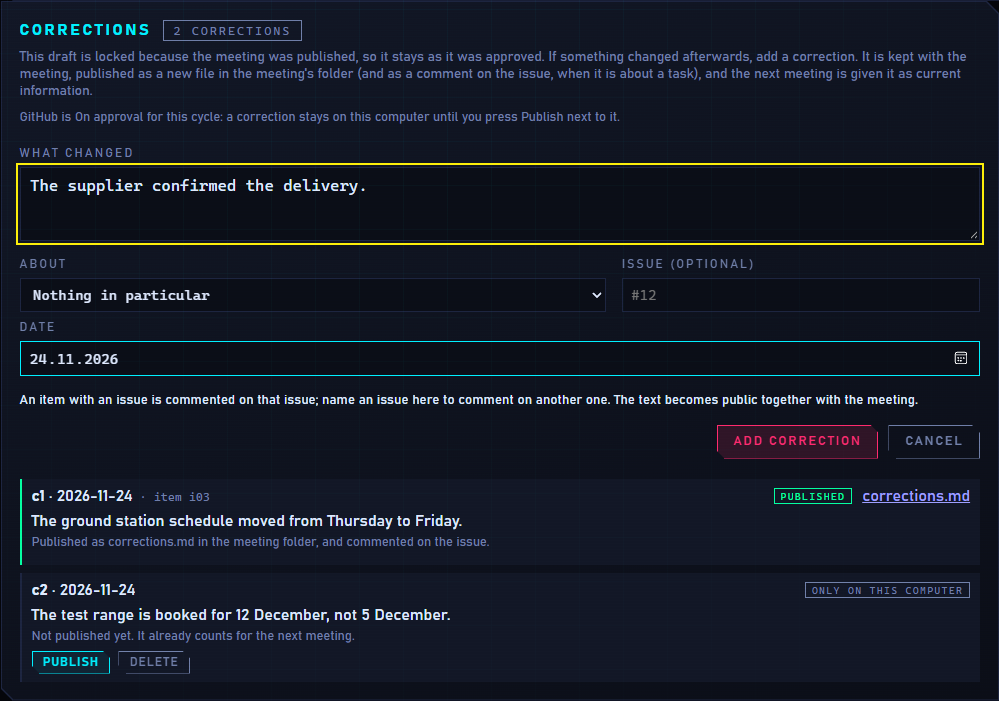 CORRECTIONS 2 CORRECTIONS
This draft is locked because the meeting was published, so it stays as it was approved. If something changed afterwards, add a correction. It is kept with the
meeting, published as a new file in the meeting's folder (and as a comment on the issue, when it is about a task), and the next meeting is given it as current
information.
GitHub is On approval for this cycle: a correction stays on this computer until you press Publish next to it.
WHAT CHANGED
The supplier confirmed the delivery.
ABOUT ISSUE (OPTIONAL)
Nothing in particular #12
DATE
24.11.2026
An item with an issue is commented on that issue; name an issue here to comment on another one. The text becomes public together with the meeting.
ADD CORRECTION CANCEL
c1 · 2026-11-24 · item i03 PUBLISHED corrections.md
The ground station schedule moved from Thursday to Friday.
Published as corrections.md in the meeting folder, and commented on the issue.
c2 · 2026-11-24 ONLY ON THIS COMPUTER
The test range is booked for 12 December, not 5 December.
Not published yet. It already counts for the next meeting.
PUBLISH DELETE